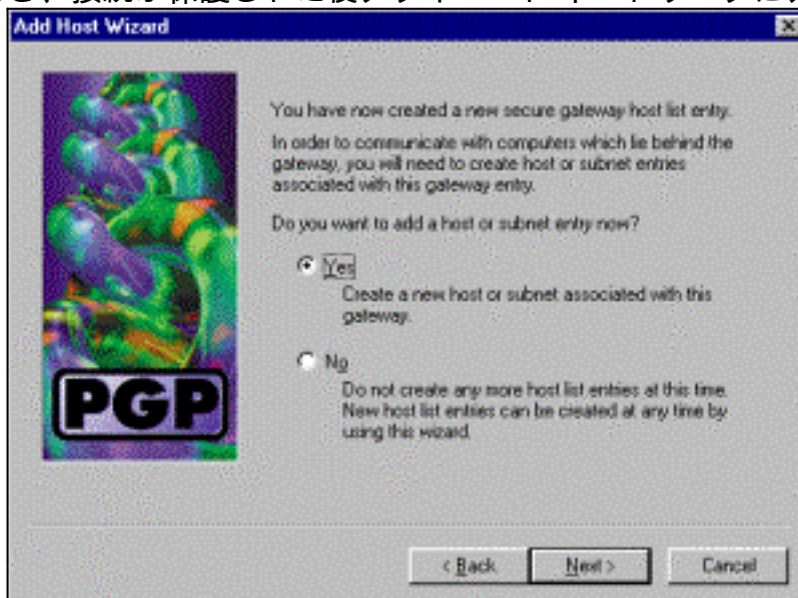 Add Host Wizard
You have now created a new secure gateway host list entry.
In order to communicate with computers which lie behind the
gateway, you will need to create host or subnet entries
associated with this gateway entry.
Do you want to add a host or subnet entry now?
Yes
Create a new host or subnet associated with this
gateway.
No
Do not create any more host list entries at this time.
New host list entries can be created at any time by
using this wizard.
PGP
< Back
Next >
Cancel